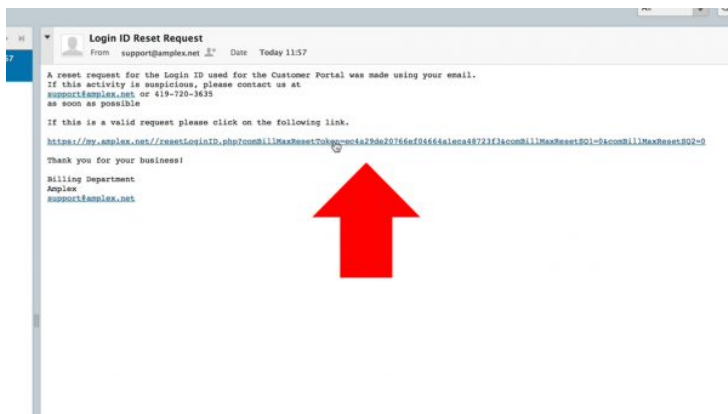 Login ID Reset Request
From support@amplex.net Date Today 11:57
A reset request for the Login ID used for the Customer Portal was made using your email.
If this activity is suspicious, please contact us at
support@amplex.net or 419-720-3635
as soon as possible
If this is a valid request please click on the following link.
https://my.amplex.net//resetLoginID.php?comBillMaxResetToken=ec4a29de20766ef04664a1eca48723f3&comBillMaxResetSQ1=0&comBillMaxResetSQ2=0
Thank you for your business!
Billing Department
Amplex
support@amplex.net